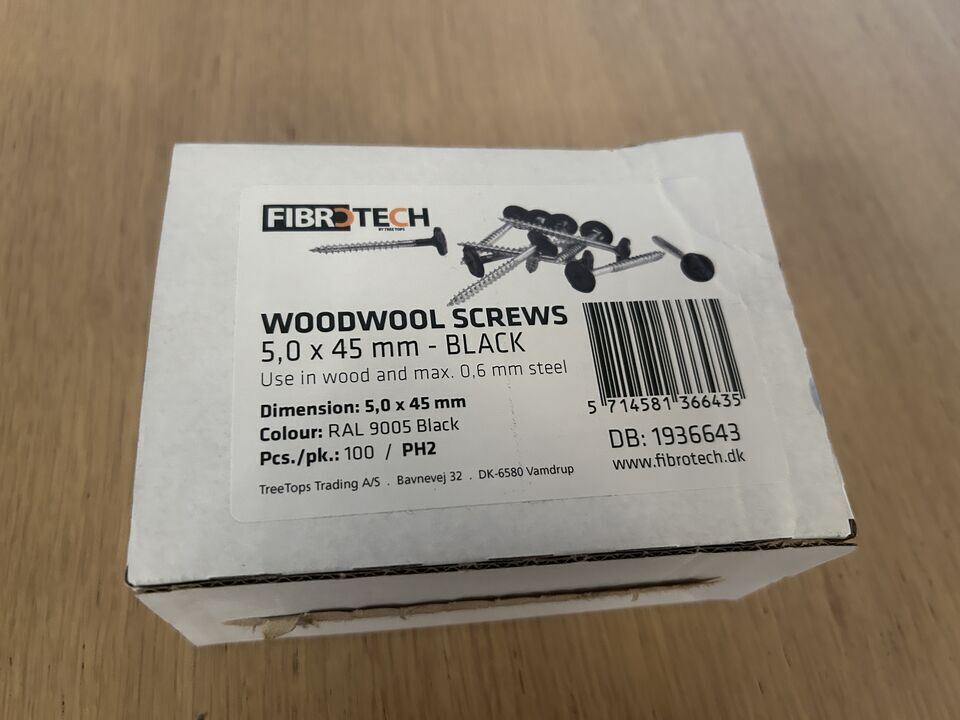 FIBROTECH
BY TREETOPS
WOODWOOL SCREWS
5,0 x 45 mm - BLACK
Use in wood and max. 0,6 mm steel
Dimension: 5,0 x 45 mm
Colour: RAL 9005 Black
Pcs./pk.: 100 / PH2
TreeTops Trading A/S . Bavnevej 32 . DK-6580 Vamdrup
5 714581 366435
DB: 1936643
www.fibrotech.dk